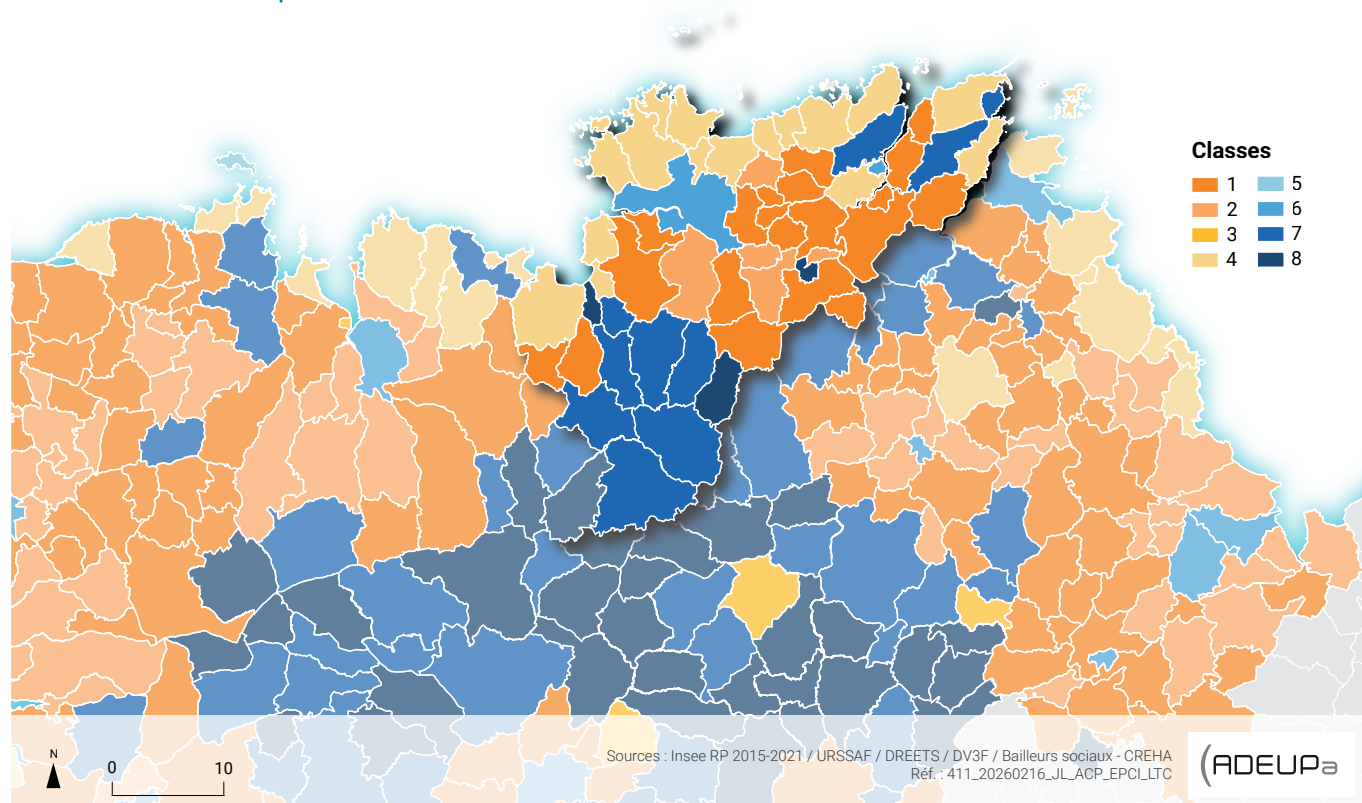 Classes
1 5
2 6
3 7
4 8
N
0 10
Sources : Insee RP 2015-2021 / URSSAF / DREETS / DV3F / Bailleurs sociaux - CREHA
Réf. : 411_20260216_JL_ACP_EPCI_LTC
ADEUPa